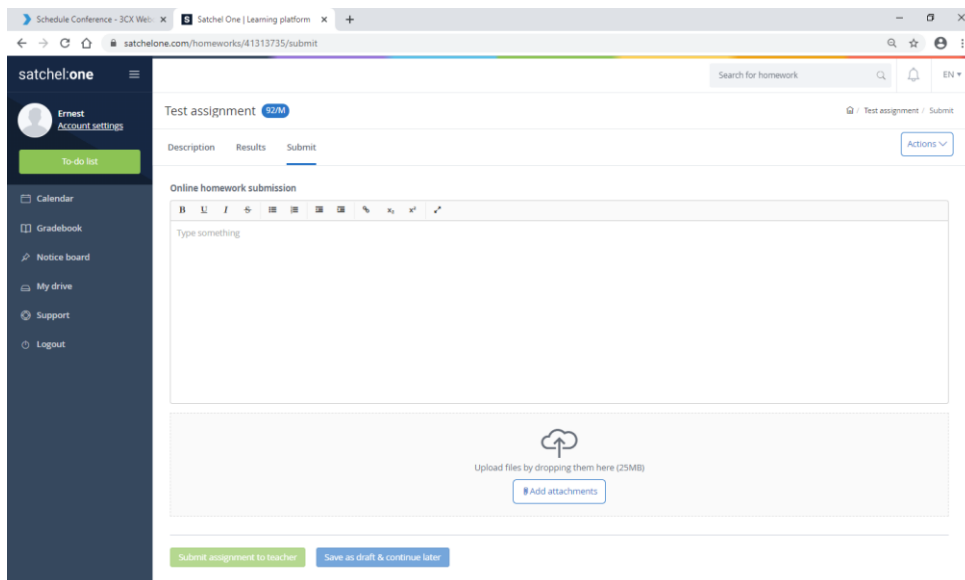 Schedule Conference - 3CX Web
Satchel One | Learning platform
satchelone.com/homeworks/41313735/submit
satchel:one
Search for homework
EN
Ernest
Account settings
To-do list
Calendar
Gradebook
Notice board
My drive
Support
Logout
Test assignment 92/M
/ Test assignment / Submit
Description Results Submit
Actions
Online homework submission
B U I S x₂ x²
Type something
Upload files by dropping them here (25MB)
Add attachments
Submit assignment to teacher
Save as draft & continue later